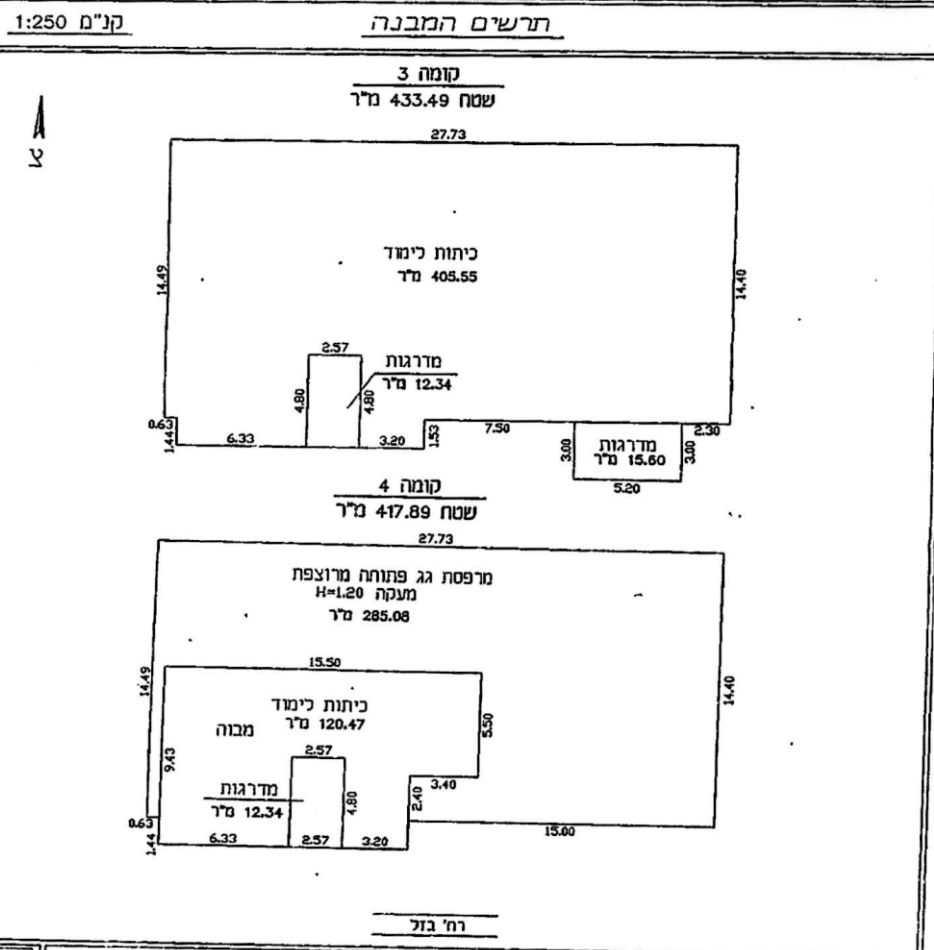 תרשים המבנה
קנ"מ 1:250
קומה 3
שטח 433.49 מ"ר
צ
27.73
14.49
כיתות לימוד
405.55 מ"ר
14.40
2.57
מדרגות
12.34 מ"ר
4.80
4.80
0.63
1.44
6.33
3.20
1.53
7.50
3.00
מדרגות
15.60 מ"ר
3.00
2.30
5.20
קומה 4
שטח 417.89 מ"ר
27.73
מרפסת גג פתוחה מרוצפת
מעקה H=1.20
285.08 מ"ר
14.49
15.50
14.40
כיתות לימוד
120.47 מ"ר
מבוה
5.50
9.43
2.57
מדרגות
12.34 מ"ר
4.80
2.40
3.40
0.63
1.44
6.33
2.57
3.20
15.00
רח' בזל